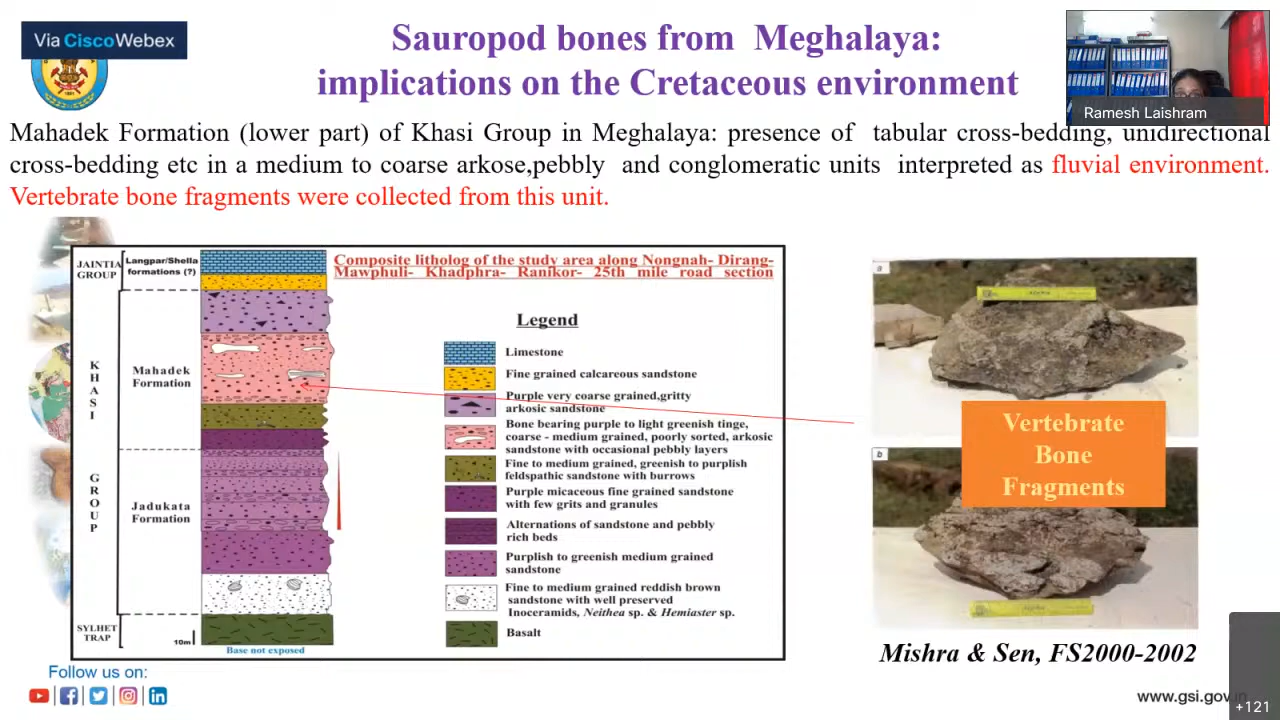 Via Cisco Webex
Sauropod bones from Meghalaya:
implications on the Cretaceous environment
Ramesh Laishram
Mahadek Formation (lower part) of Khasi Group in Meghalaya: presence of tabular cross-bedding, unidirectional
cross-bedding etc in a medium to coarse arkose,pebbly and conglomeratic units interpreted as fluvial environment.
Vertebrate bone fragments were collected from this unit.
JAINTIA
GROUP
Langpar/Shella
formations (?)
KHASI
GROUP
Mahadek
Formation
Jadukata
Formation
SYLHET
TRAP
10m
Base not exposed
Composite litholog of the study area along Nongnah- Dirang-
Mawphuli- Khadphra- Ranikor- 25th mile road section
Legend
Limestone
Fine grained calcareous sandstone
Purple very coarse grained,gritty
arkosic sandstone
Bone bearing purple to light greenish tinge,
coarse - medium grained, poorly sorted, arkosic
sandstone with occasional pebbly layers
Fine to medium grained, greenish to purplish
feldspathic sandstone with burrows
Purple micaceous fine grained sandstone
with few grits and granules
Alternations of sandstone and pebbly
rich beds
Purplish to greenish medium grained
sandstone
Fine to medium grained reddish brown
sandstone with well preserved
Inoceramids, Neithea sp. & Hemiaster sp.
Basalt
a
Vertebrate
Bone
Fragments
b
Mishra & Sen, FS2000-2002
Follow us on:
www.gsi.gov.in
+121